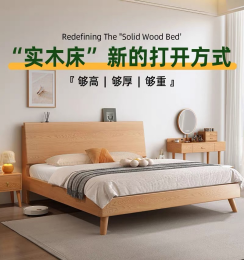 Redefining The "Solid Wood Bed'
“实木床” 新的打开方式
『 够高 | 够厚 | 够重 』